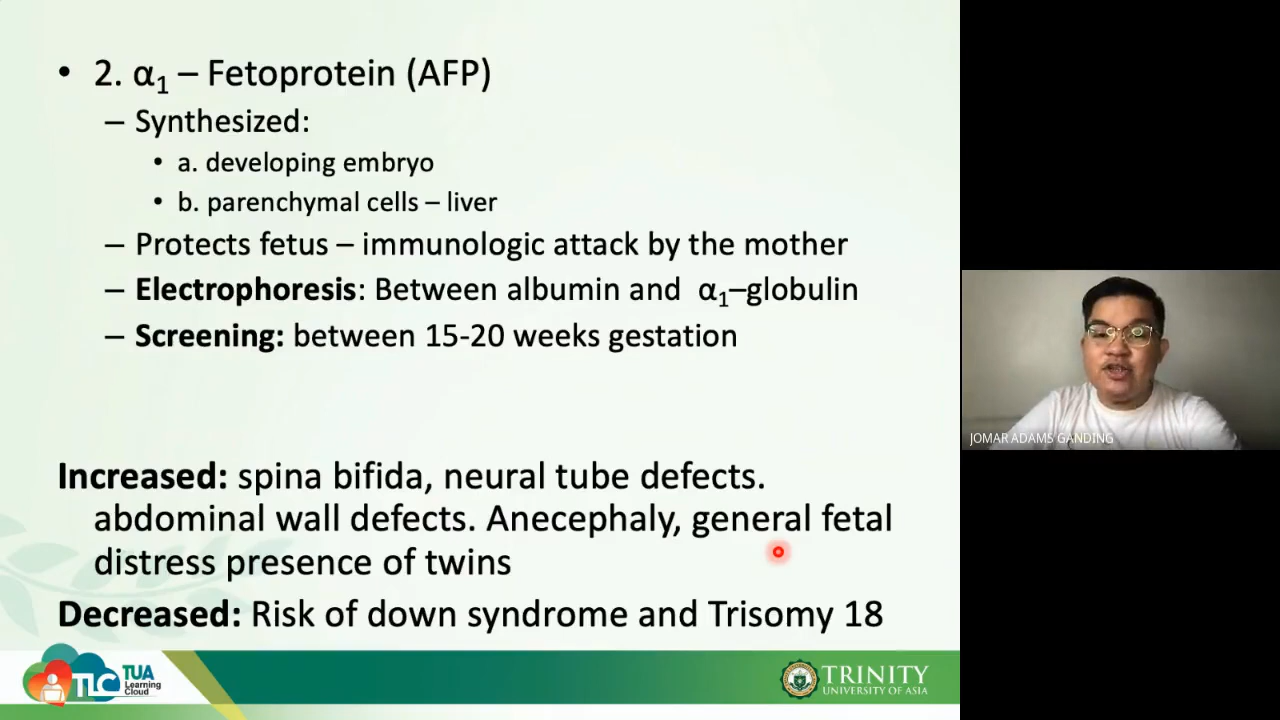 • 2. α1 – Fetoprotein (AFP)
– Synthesized:
• a. developing embryo
• b. parenchymal cells – liver
– Protects fetus – immunologic attack by the mother
– Electrophoresis: Between albumin and α1–globulin
– Screening: between 15-20 weeks gestation
Increased: spina bifida, neural tube defects.
abdominal wall defects. Anecephaly, general fetal
distress presence of twins
Decreased: Risk of down syndrome and Trisomy 18
JOMAR ADAMS GANDING
TLC
TUA
Learning
Cloud
TRINITY
UNIVERSITY OF ASIA